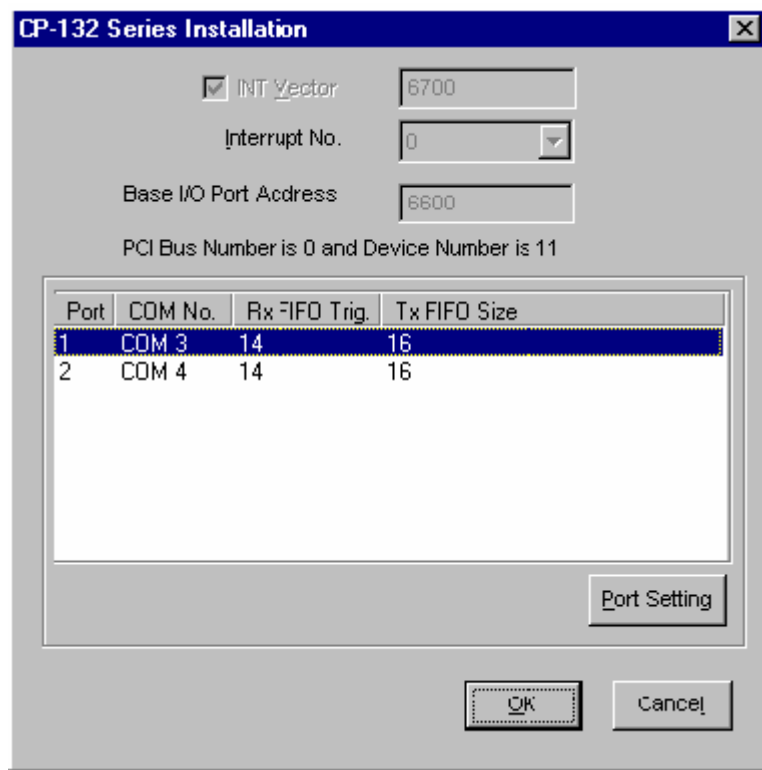 CP-132 Series Installation
INT Vector 6700
Interrupt No. 0
Base I/O Port Address 6600
PCI Bus Number is 0 and Device Number is 11
Port COM No. Rx FIFO Trig. Tx FIFO Size
1 COM 3 14 16
2 COM 4 14 16
Port Setting
OK Cancel